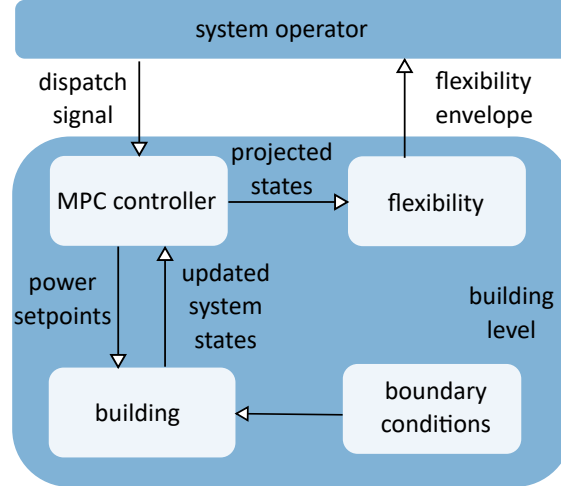 system operator
dispatch
signal
flexibility
envelope
projected
states
MPC controller
flexibility
power
setpoints
updated
system
states
building
level
building
boundary
conditions